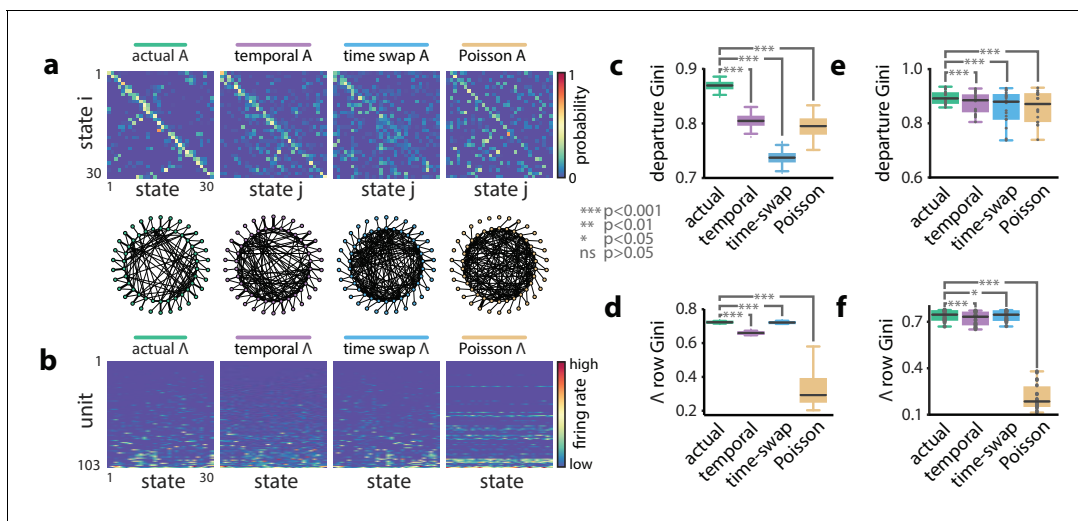 a
actual A
temporal A
time swap A
Poisson A
1
state i
30
1
30
state
state j
state j
state j
1
probability
0
b
actual Λ
temporal Λ
time swap Λ
Poisson Λ
1
unit
103
1
30
state
state
state
state
high
firing rate
low
*** p<0.001
** p<0.01
* p<0.05
ns p>0.05
c
***
***
***
0.9
0.8
0.7
departure Gini
actual
temporal
time-swap
Poisson
d
***
***
***
0.8
0.6
0.4
0.2
Λ row Gini
actual
temporal
time-swap
Poisson
e
***
***
***
1.0
0.8
0.6
departure Gini
actual
temporal
time-swap
Poisson
f
***
*
***
0.7
0.4
0.1
Λ row Gini
actual
temporal
time-swap
Poisson